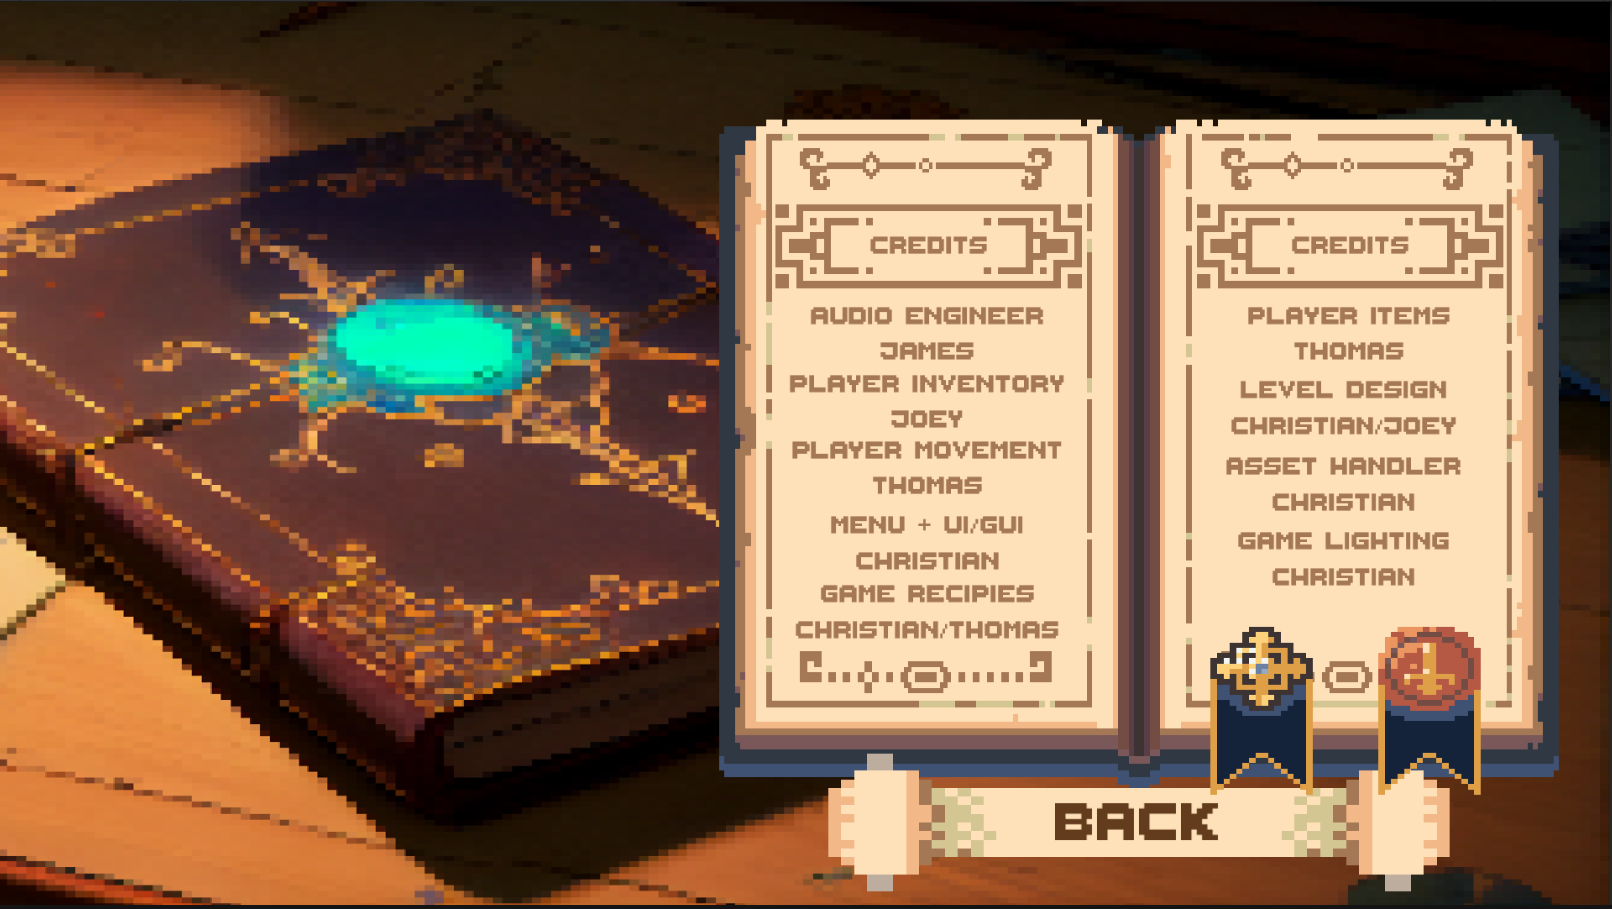 CREDITS
AUDIO ENGINEER
JAMES
PLAYER INVENTORY
JOEY
PLAYER MOVEMENT
THOMAS
MENU + UI/GUI
CHRISTIAN
GAME RECIPIES
CHRISTIAN/THOMAS
CREDITS
PLAYER ITEMS
THOMAS
LEVEL DESIGN
CHRISTIAN/JOEY
ASSET HANDLER
CHRISTIAN
GAME LIGHTING
CHRISTIAN
BACK